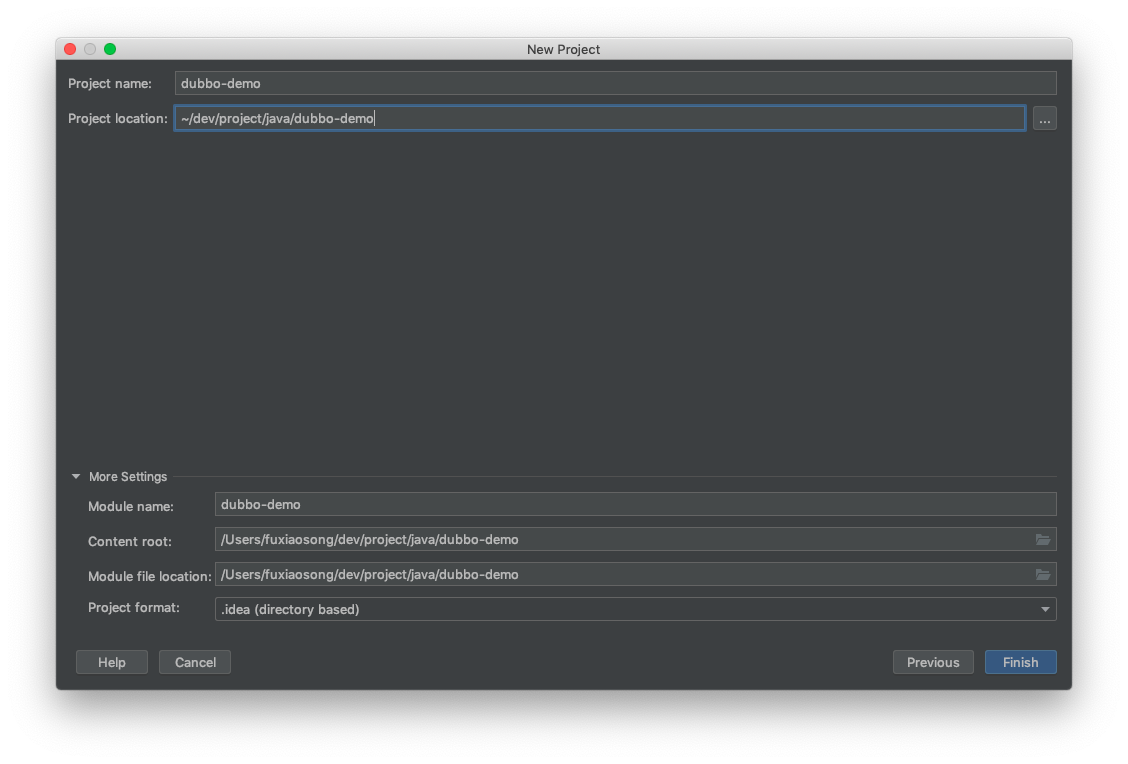 New Project
Project name: dubbo-demo
Project location: ~/dev/project/java/dubbo-demo ...
More Settings
Module name: dubbo-demo
Content root: /Users/fuxiaosong/dev/project/java/dubbo-demo
Module file location: /Users/fuxiaosong/dev/project/java/dubbo-demo
Project format: .idea (directory based)
Help Cancel Previous Finish